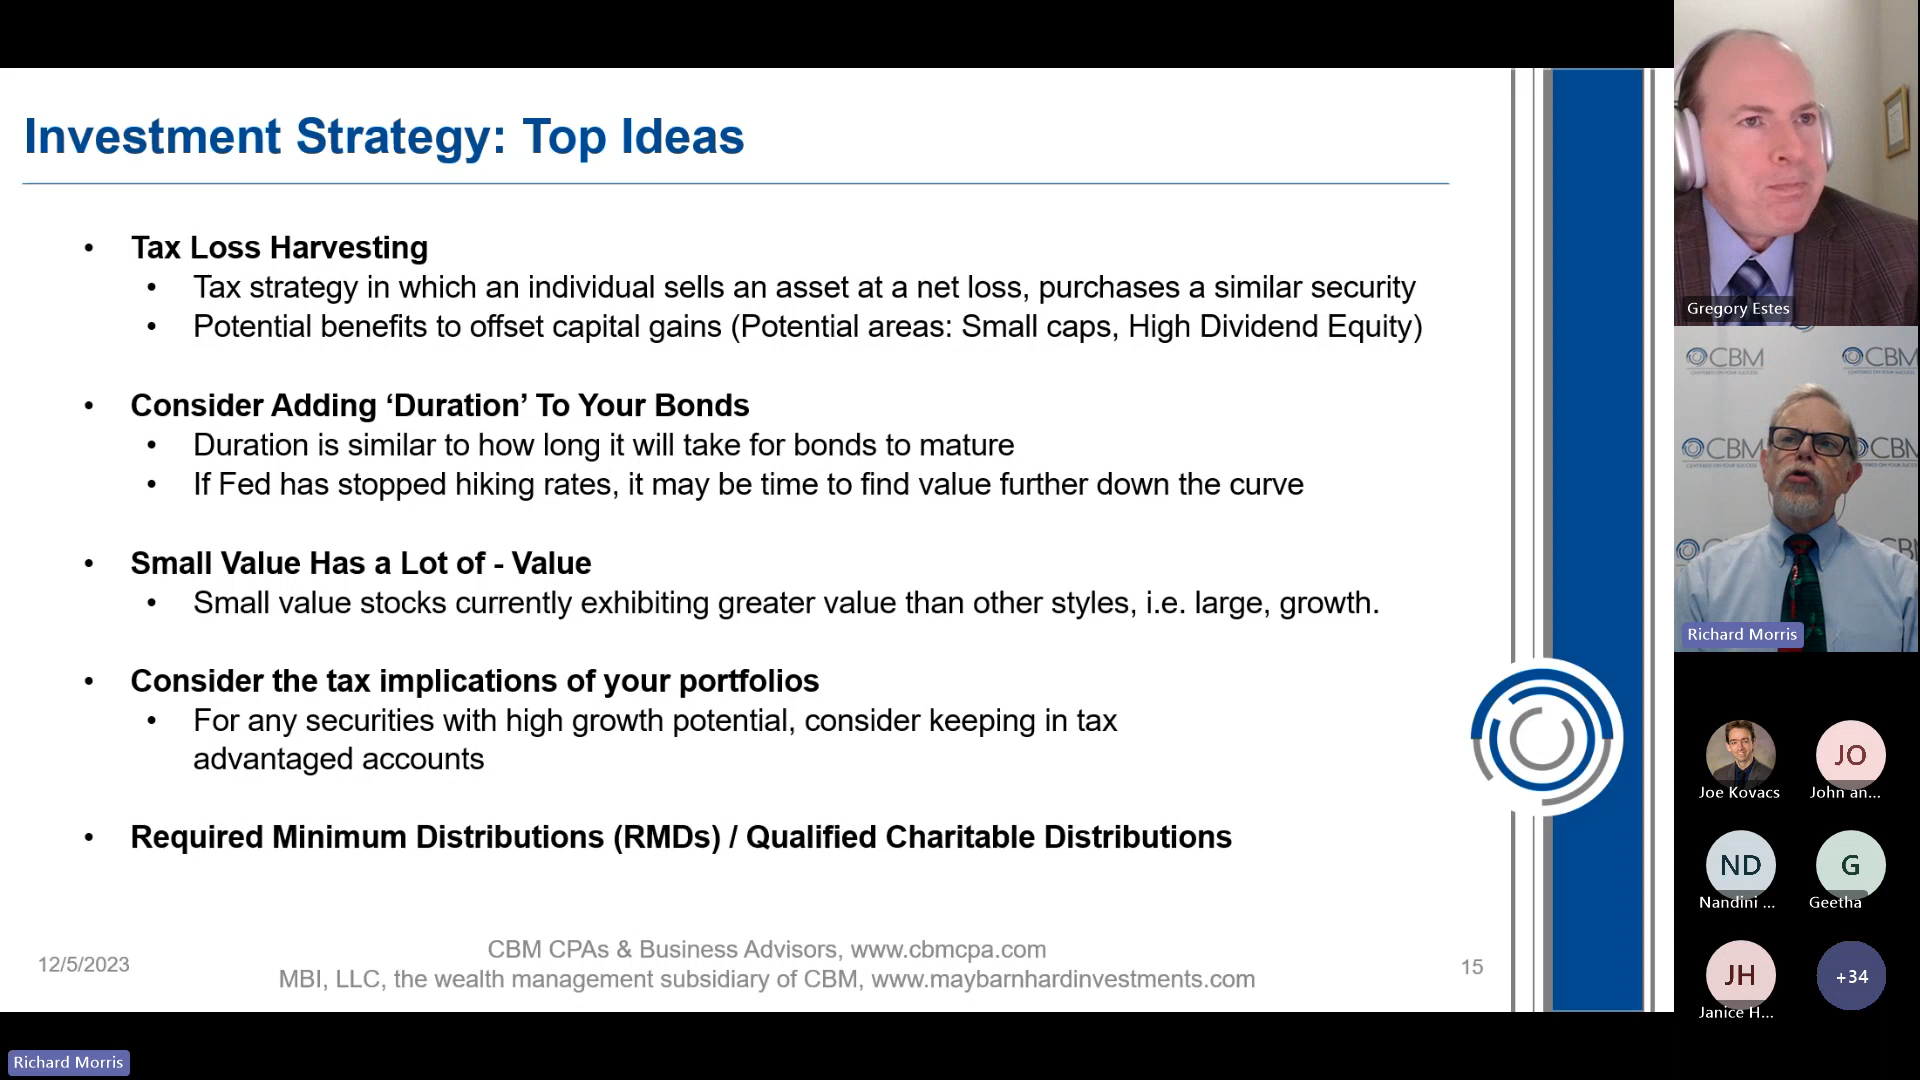 Investment Strategy: Top Ideas
• Tax Loss Harvesting
• Tax strategy in which an individual sells an asset at a net loss, purchases a similar security
• Potential benefits to offset capital gains (Potential areas: Small caps, High Dividend Equity)
• Consider Adding ‘Duration’ To Your Bonds
• Duration is similar to how long it will take for bonds to mature
• If Fed has stopped hiking rates, it may be time to find value further down the curve
• Small Value Has a Lot of - Value
• Small value stocks currently exhibiting greater value than other styles, i.e. large, growth.
• Consider the tax implications of your portfolios
• For any securities with high growth potential, consider keeping in tax
advantaged accounts
• Required Minimum Distributions (RMDs) / Qualified Charitable Distributions
12/5/2023
CBM CPAs & Business Advisors, www.cbmcpa.com
MBI, LLC, the wealth management subsidiary of CBM, www.maybarnhardinvestments.com
15
Gregory Estes
CBM
CBM
CBM
CBM
Richard Morris
Joe Kovacs
JO
John an...
ND
Nandini ...
G
Geetha
JH
Janice H...
+34
Richard Morris